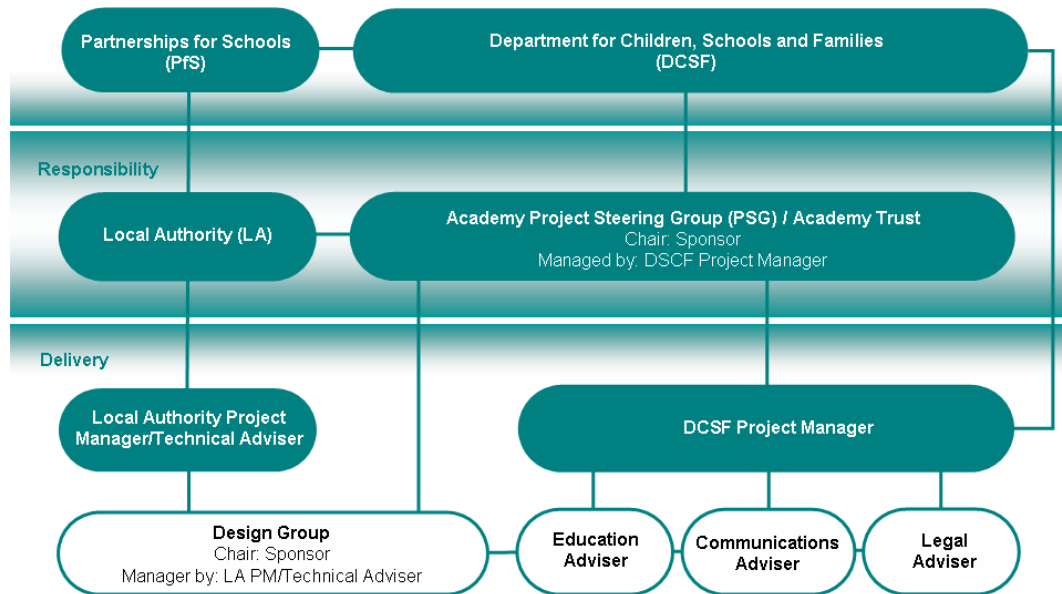 Partnerships for Schools
(PfS)
Department for Children, Schools and Families
(DCSF)
Responsibility
Local Authority (LA)
Academy Project Steering Group (PSG) / Academy Trust
Chair: Sponsor
Managed by: DSCF Project Manager
Delivery
Local Authority Project
Manager/Technical Adviser
DCSF Project Manager
Design Group
Chair: Sponsor
Manager by: LA PM/Technical Adviser
Education
Adviser
Communications
Adviser
Legal
Adviser